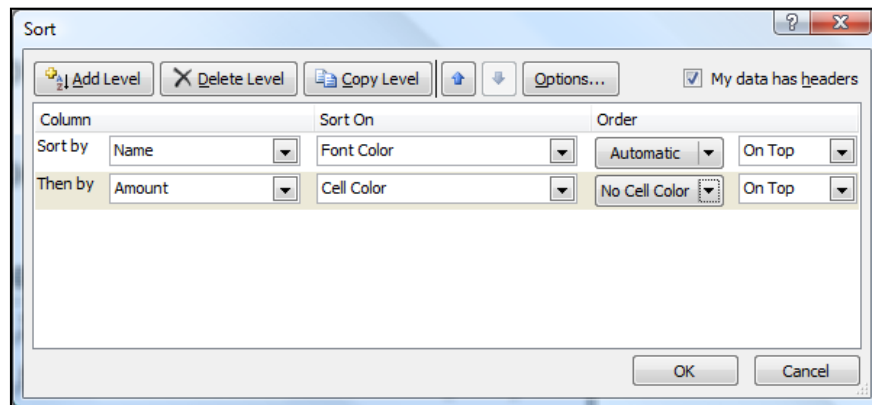 Sort
Add Level Delete Level Copy Level Options... My data has headers
Column Sort On Order
Sort by Name Font Color Automatic On Top
Then by Amount Cell Color No Cell Color On Top
OK Cancel